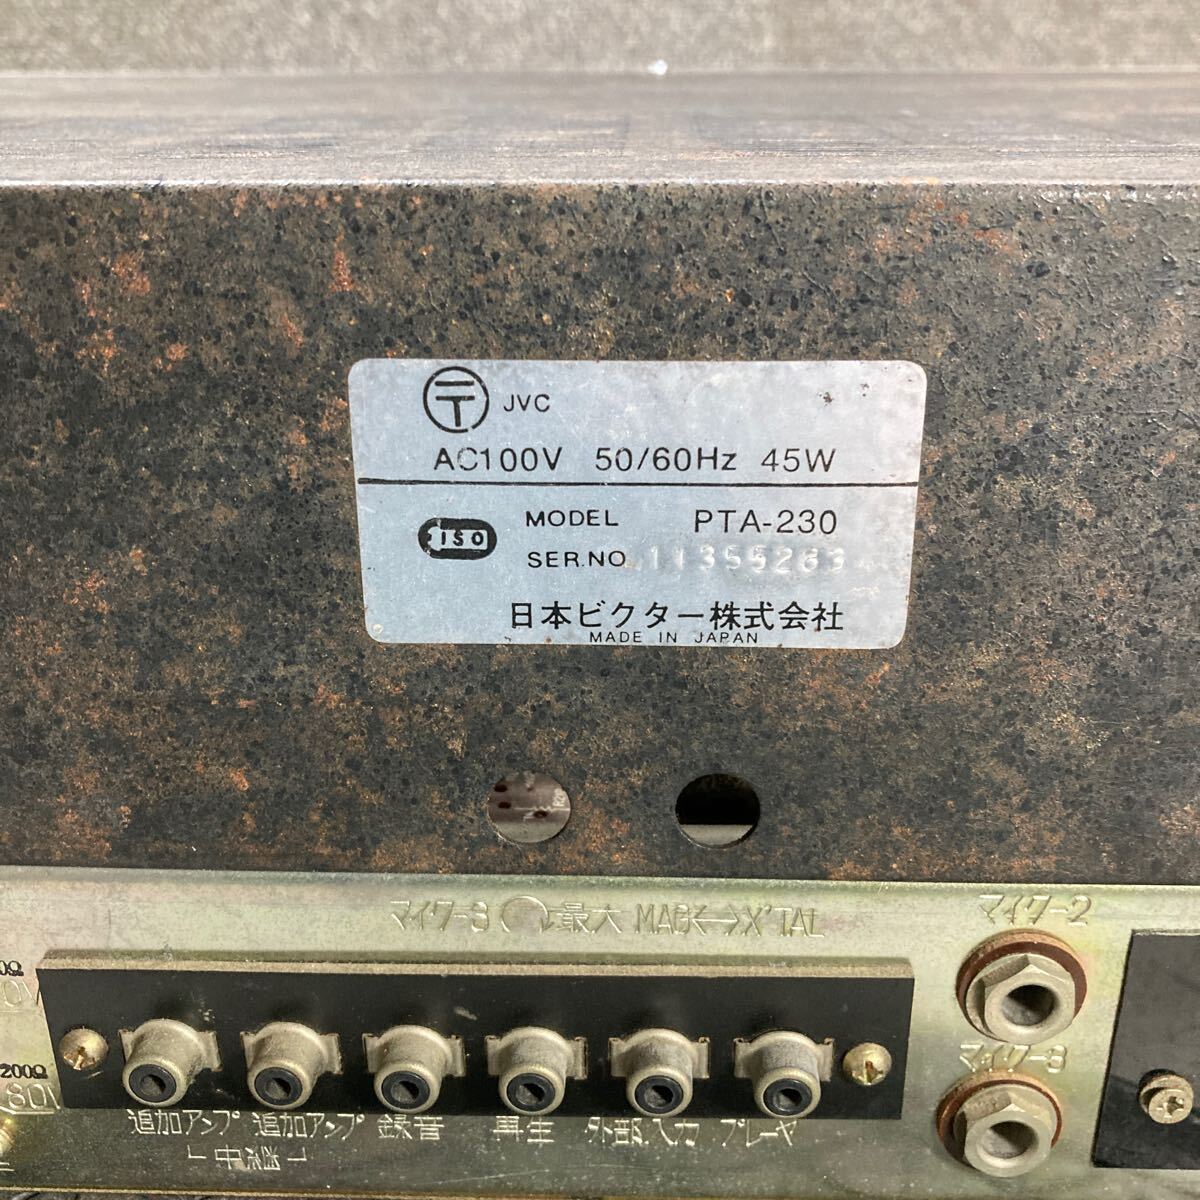 〒 JVC
AC100V 50/60Hz 45W
ISO
MODEL PTA-230
SER.NO 11355263
日本ビクター株式会社
MADE IN JAPAN
マイク-3 最大 MAG↔X'TAL
マイク-2
マイク-3
200Ω
追加アンプ 追加アンプ 録音 再生 外部入力 プレーヤ